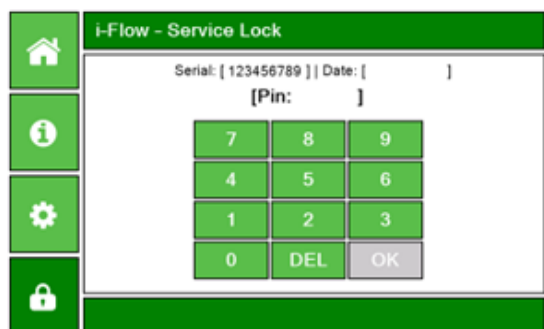 i-Flow - Service Lock
Serial: [ 123456789 ] | Date: [ ]
[Pin: ]
7 8 9
4 5 6
1 2 3
0 DEL OK